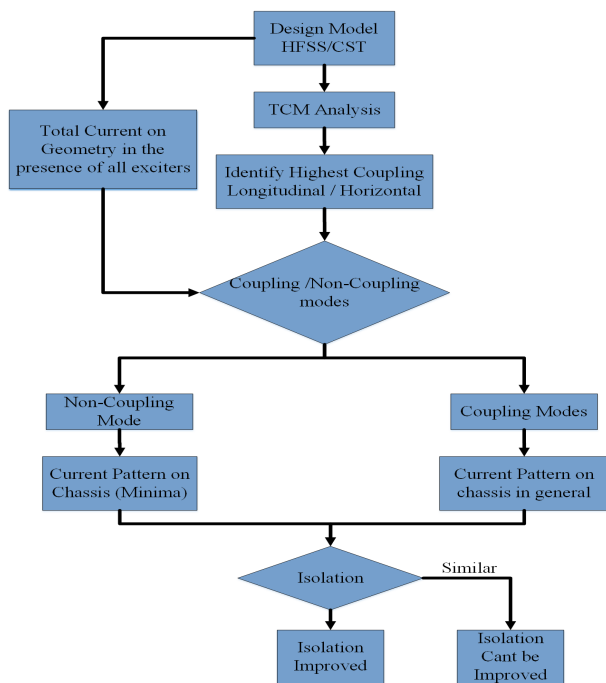 Design Model
HFSS/CST
TCM Analysis
Total Current on
Geometry in the
presence of all exciters
Identify Highest Coupling
Longitudinal / Horizontal
Coupling /Non-Coupling
modes
Non-Coupling
Mode
Coupling Modes
Current Pattern on
Chassis (Minima)
Current Pattern on
chassis in general
Isolation
Similar
Isolation
Improved
Isolation
Cant be
Improved